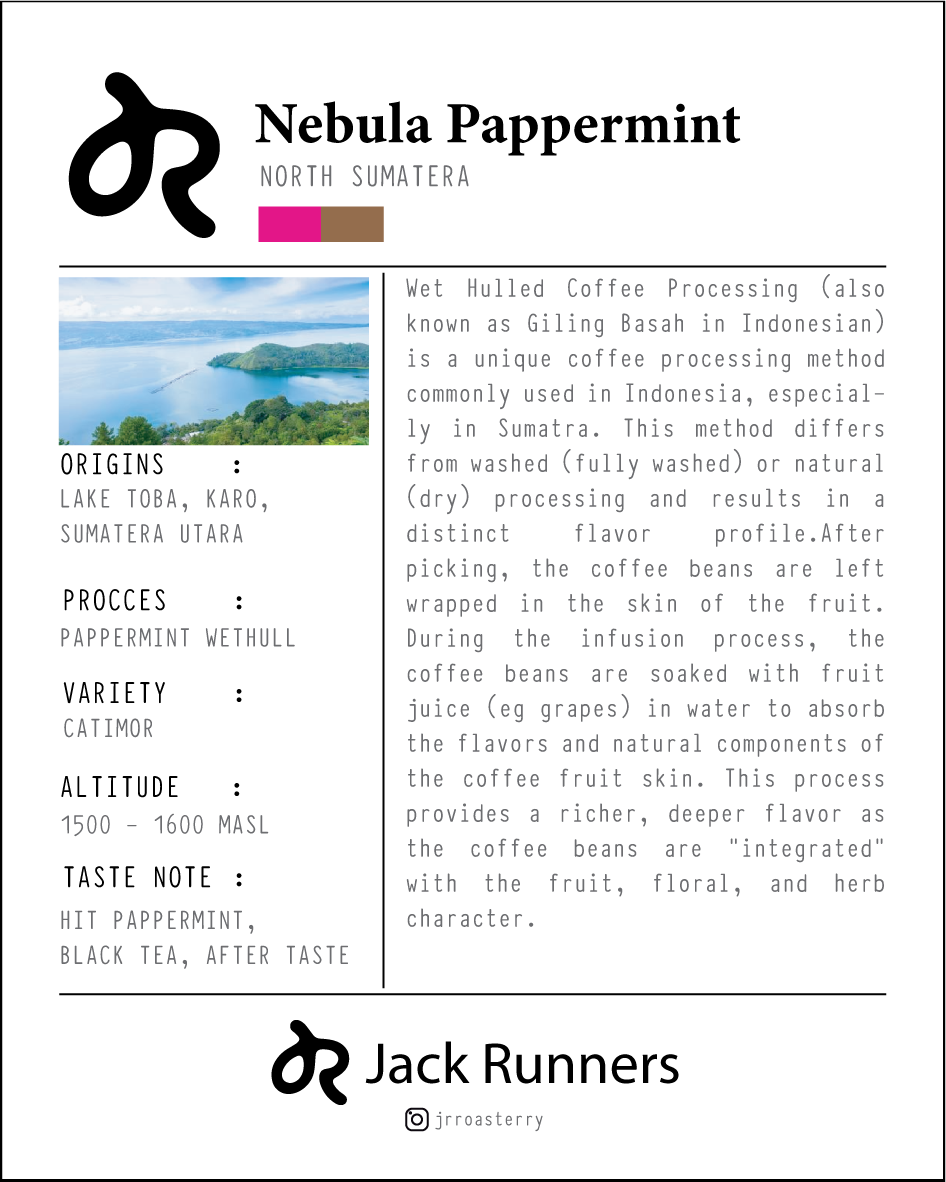 Nebula Pappermint
NORTH SUMATERA
ORIGINS :
LAKE TOBA, KARO,
SUMATERA UTARA
PROCCES :
PAPPERMINT WETHULL
VARIETY :
CATIMOR
ALTITUDE :
1500 - 1600 MASL
TASTE NOTE :
HIT PAPPERMINT,
BLACK TEA, AFTER TASTE
Wet Hulled Coffee Processing (also
known as Giling Basah in Indonesian)
is a unique coffee processing method
commonly used in Indonesia, especial-
ly in Sumatra. This method differs
from washed (fully washed) or natural
(dry) processing and results in a
distinct flavor profile.After
picking, the coffee beans are left
wrapped in the skin of the fruit.
During the infusion process, the
coffee beans are soaked with fruit
juice (eg grapes) in water to absorb
the flavors and natural components of
the coffee fruit skin. This process
provides a richer, deeper flavor as
the coffee beans are "integrated"
with the fruit, floral, and herb
character.
Jack Runners
jrroasterry